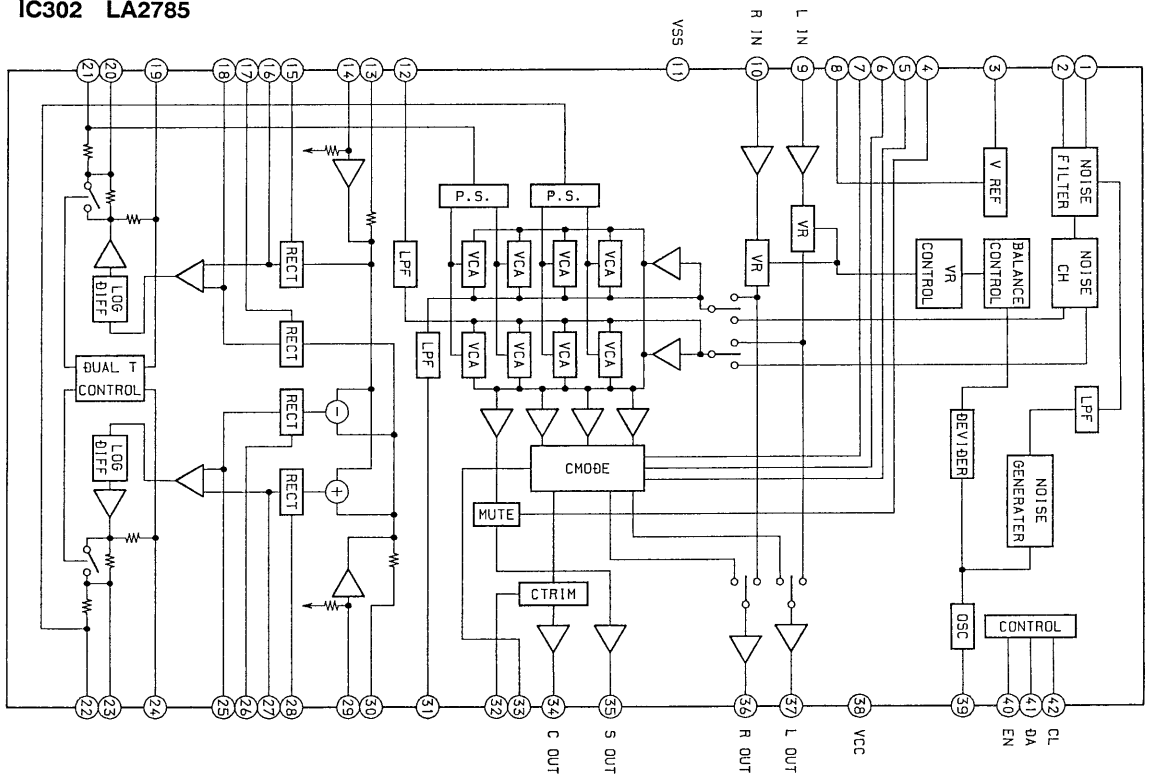 IC302 LA2785
VSS
R IN
L IN
21
20
19
18
17
16
15
14
13
12
11
10
9
8
7
6
5
4
3
2
1
P.S.
P.S.
V REF
NOISE FILTER
VR
VR
VR CONTROL
BALANCE CONTROL
NOISE CH
RECT
LPF
VCA
VCA
VCA
VCA
LOG DIFF
RECT
LPF
VCA
VCA
VCA
VCA
DUAL T CONTROL
RECT
LPF
DEVIDER
LOG DIFF
RECT
CMODE
NOISE GENERATER
MUTE
CTRIM
OSC
CONTROL
22
23
24
25
26
27
28
29
30
31
32
33
34
35
36
37
38
39
40
41
42
C OUT
S OUT
R OUT
L OUT
VCC
EN
DA
CL